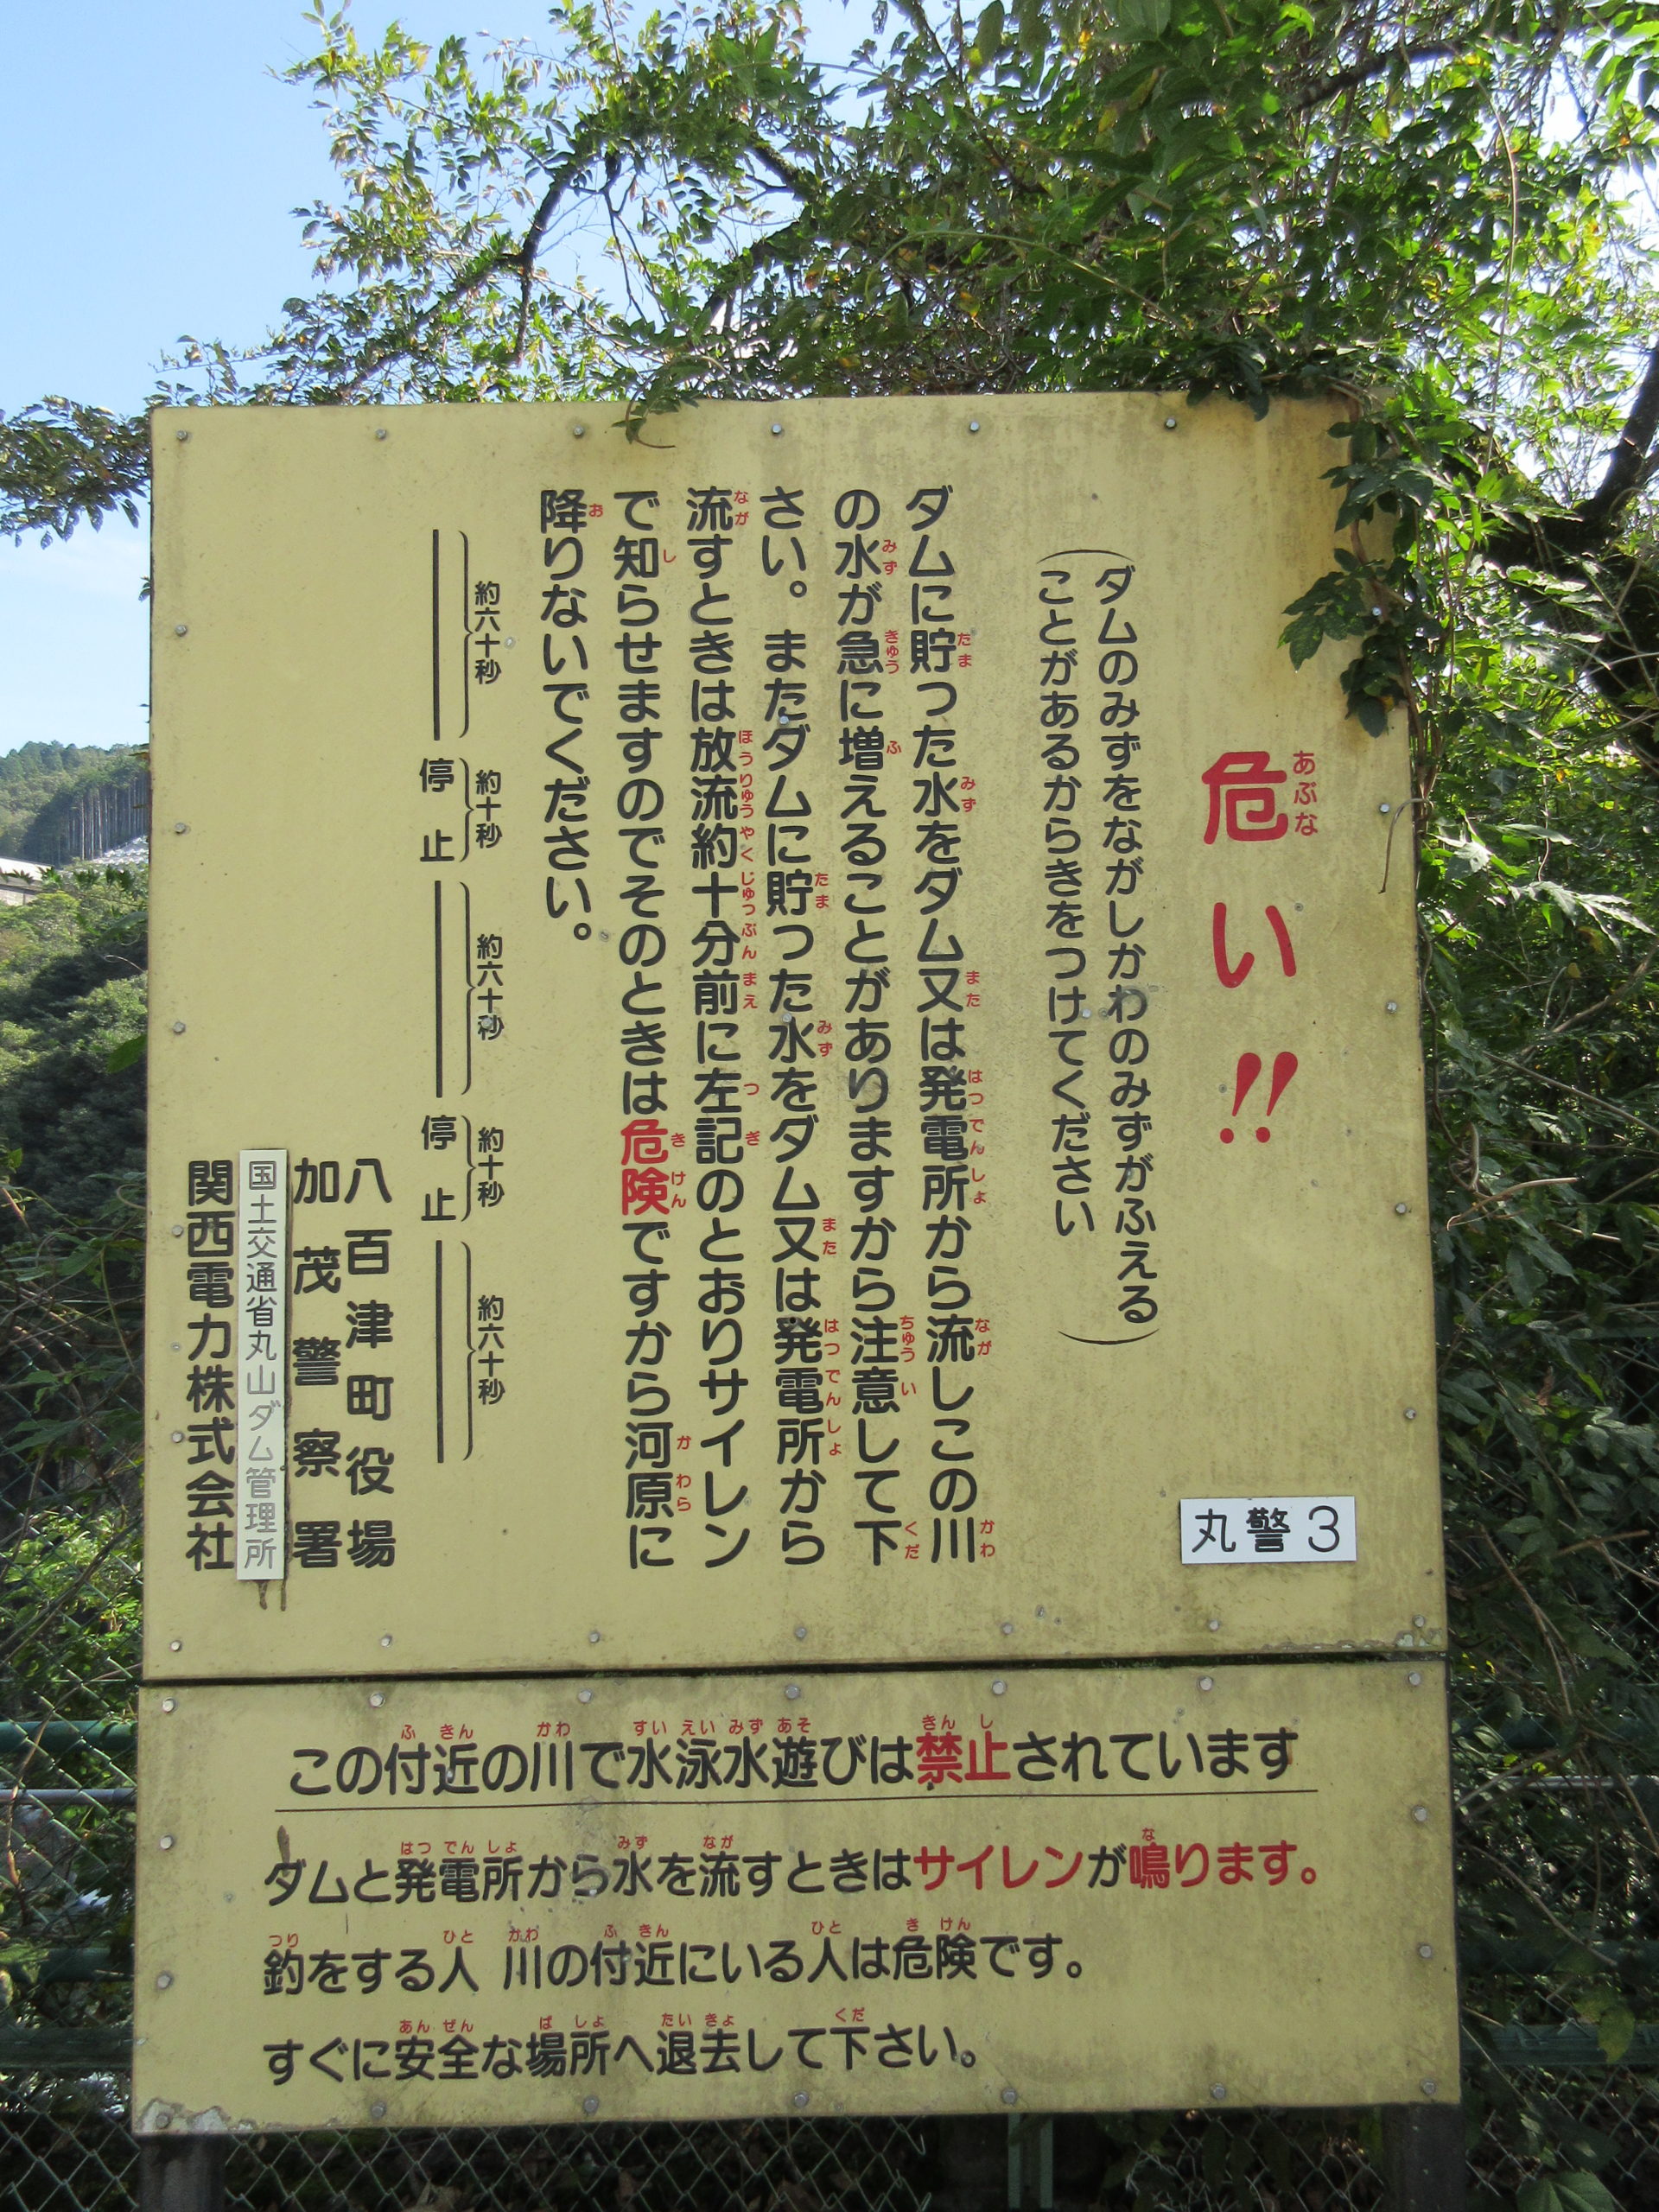 危い!!
丸警3
(ダムのみずをながしかわのみずがふえる
ことがあるからきをつけてください)
ダムに貯った水をダム又は発電所から流しこの川
の水が急に増えることがありますから注意して下
さい。またダムに貯った水をダム又は発電所から
流すときは放流約十分前に左記のとおりサイレン
で知らせますのでそのときは危険ですから河原に
降りないでください。
約六十秒 約十秒 約六十秒 約十秒 約六十秒
停止 停止
八百津町役場
加茂警察署
国土交通省丸山ダム管理所
関西電力株式会社
この付近の川で水泳水遊びは禁止されています
ダムと発電所から水を流すときはサイレンが鳴ります。
釣をする人 川の付近にいる人は危険です。
すぐに安全な場所へ退去して下さい。